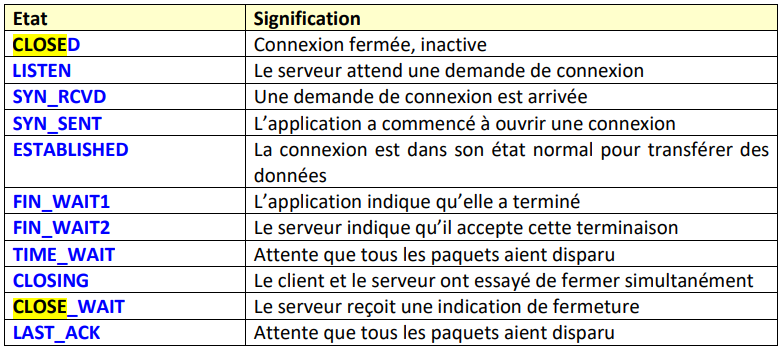 Etat Signification
CLOSED Connexion fermée, inactive
LISTEN Le serveur attend une demande de connexion
SYN_RCVD Une demande de connexion est arrivée
SYN_SENT L’application a commencé à ouvrir une connexion
ESTABLISHED La connexion est dans son état normal pour transférer des
données
FIN_WAIT1 L’application indique qu’elle a terminé
FIN_WAIT2 Le serveur indique qu’il accepte cette terminaison
TIME_WAIT Attente que tous les paquets aient disparu
CLOSING Le client et le serveur ont essayé de fermer simultanément
CLOSE_WAIT Le serveur reçoit une indication de fermeture
LAST_ACK Attente que tous les paquets aient disparu